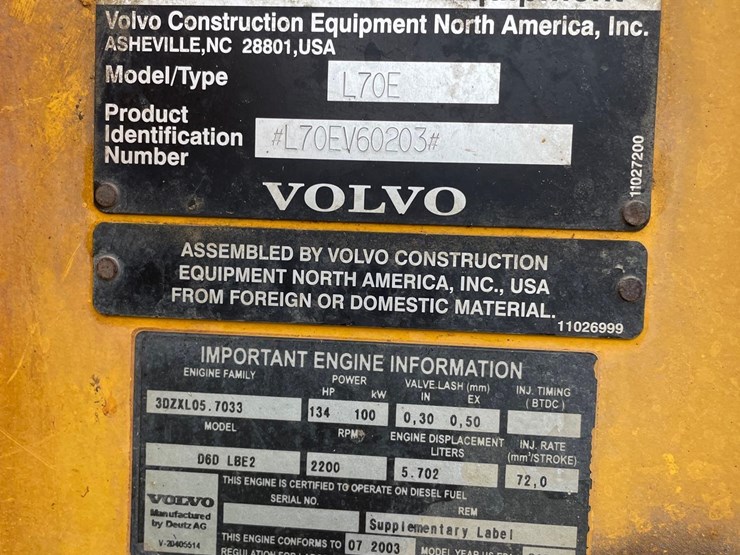 Volvo Construction Equipment North America, Inc.
ASHEVILLE,NC 28801,USA
Model/Type L70E
Product
Identification
Number #L70EV60203#
11027200
VOLVO
ASSEMBLED BY VOLVO CONSTRUCTION
EQUIPMENT NORTH AMERICA, INC., USA
FROM FOREIGN OR DOMESTIC MATERIAL.
11026999
IMPORTANT ENGINE INFORMATION
ENIGINE FAMILY POWER VALVE LASH (mm) INJ. TIMING
HP kW IN EX (BTDC)
3DZXL05.7033 134 100 0,30 0,50
MODEL RPM ENGINE DISPLACEMENT INJ. RATE
LITERS (mm³/STROKE)
D6D LBE2 2200 5.702 72,0
THIS ENGINE IS CERTIFIED TO OPERATE ON DIESEL FUEL
VOLVO SERIAL NO. REM
Manufactured
by Deutz AG Supplementary Label
V-20405614
THIS ENGINE CONFORMS TO 07 2003 MODEL YEAR US